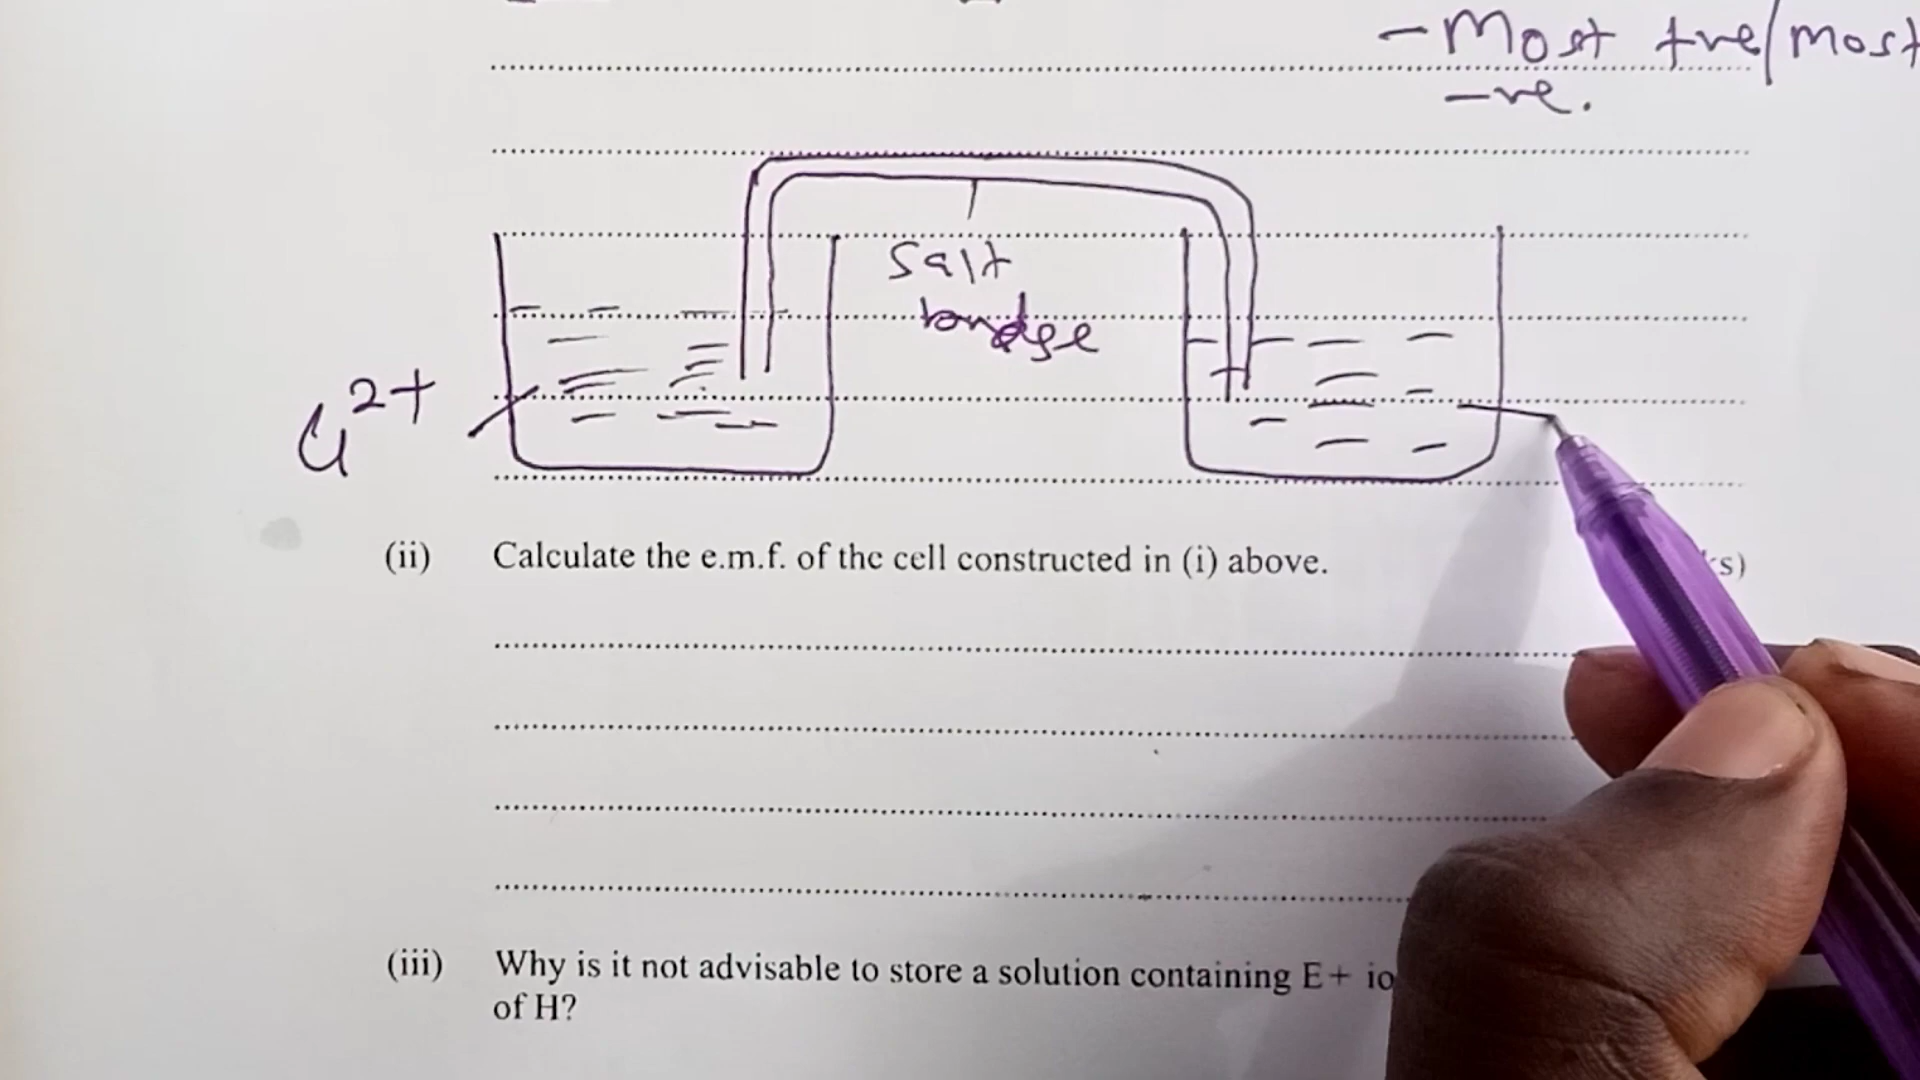 -Most +ve/most
-ve.
Salt
bridge
G²⁺
(ii) Calculate the e.m.f. of the cell constructed in (i) above. s)
(iii) Why is it not advisable to store a solution containing E+ io
of H?